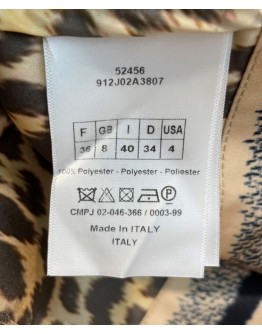 52456
912J02A3807
F GB I D USA
36 8 40 34 4
100% Polyester - Polyester - Polyester
P
CMPJ 02-046-366 / 0003-99
Made In ITALY
ITALY